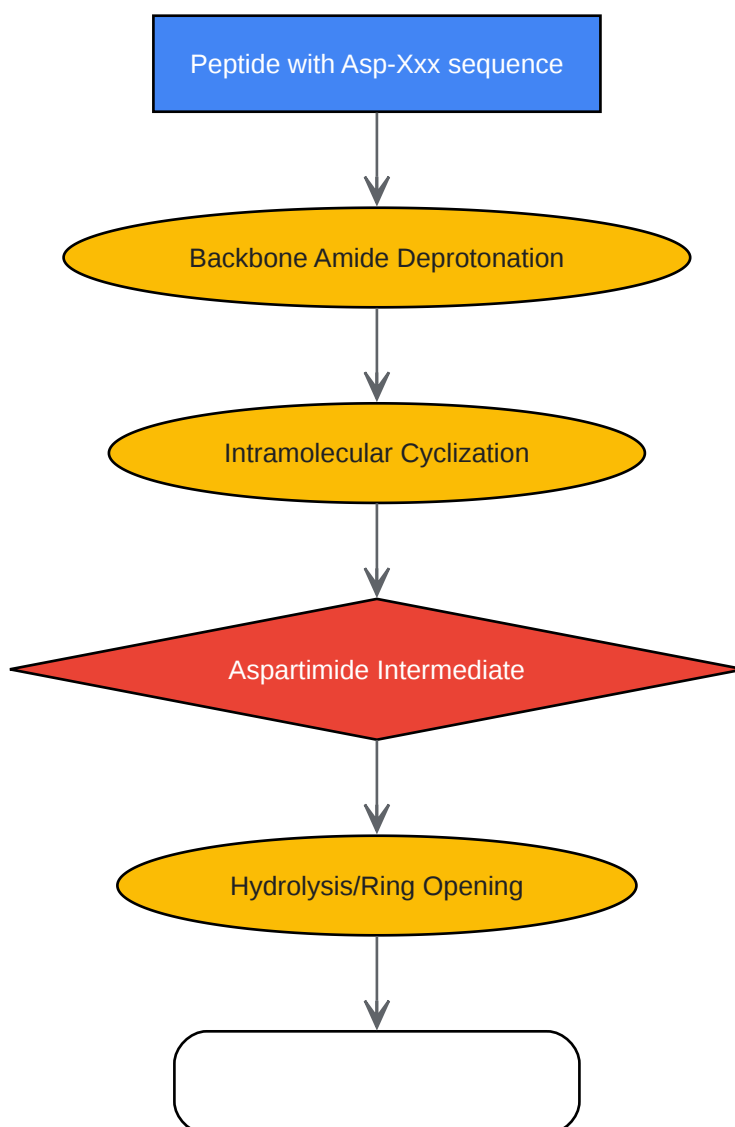 Peptide with Asp-Xxx sequence
Backbone Amide Deprotonation
Intramolecular Cyclization
Aspartimide Intermediate
Hydrolysis/Ring Opening